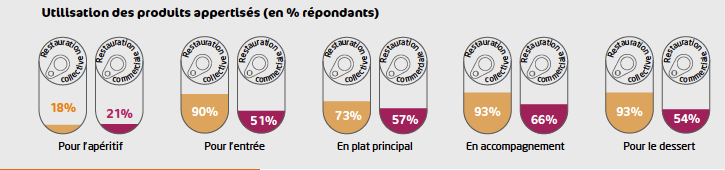 Utilisation des produits appertisés (en % répondants)
Restauration collective
18%
Restauration commerciale
21%
Pour l'apéritif
Restauration collective
90%
Restauration commerciale
51%
Pour l'entrée
Restauration collective
73%
Restauration commerciale
57%
En plat principal
Restauration collective
93%
Restauration commerciale
66%
En accompagnement
Restauration collective
93%
Restauration commerciale
54%
Pour le dessert